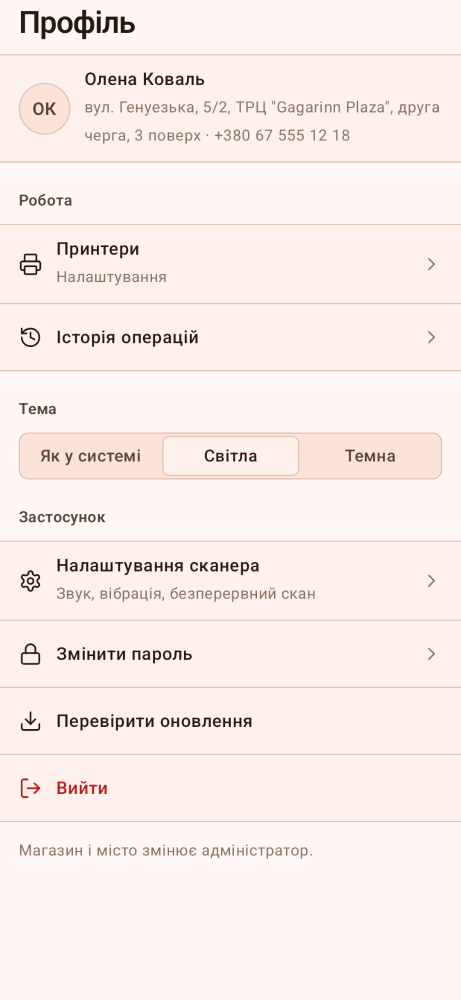 Профіль
Олена Коваль
ОК
вул. Генуезька, 5/2, ТРЦ "Gagarinn Plaza", друга
черга, 3 поверх · +380 67 555 12 18
Робота
Принтери
Налаштування
Історія операцій
Тема
Як у системі Світла Темна
Застосунок
Налаштування сканера
Звук, вібрація, безперервний скан
Змінити пароль
Перевірити оновлення
Вийти
Магазин і місто змінює адміністратор.